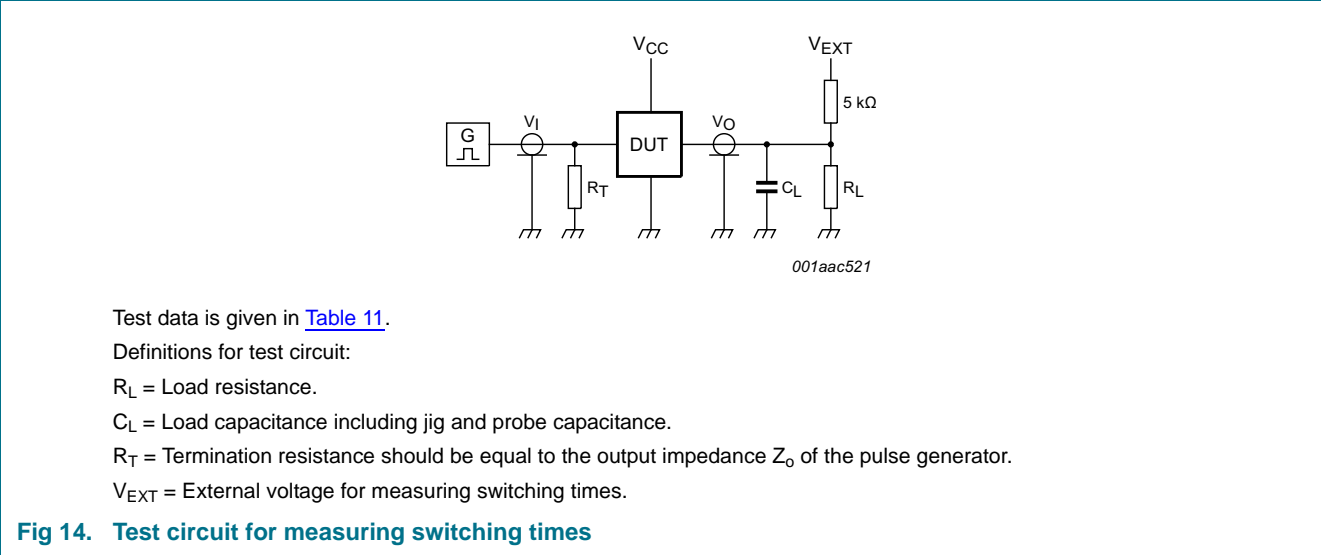 VCC
VEXT
5 kΩ
G
VI
DUT
VO
RT
CL
RL
001aac521
Test data is given in Table 11.
Definitions for test circuit:
RL = Load resistance.
CL = Load capacitance including jig and probe capacitance.
RT = Termination resistance should be equal to the output impedance Zo of the pulse generator.
VEXT = External voltage for measuring switching times.
Fig 14. Test circuit for measuring switching times